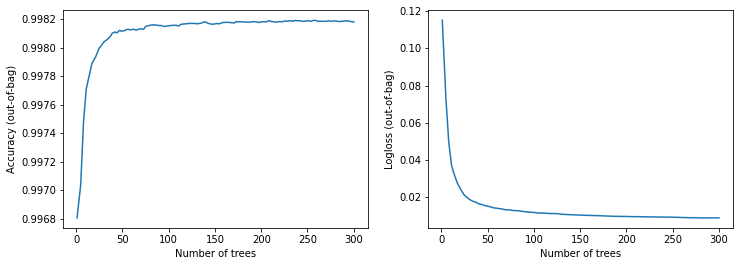 0.9982
0.9980
0.9978
0.9976
0.9974
0.9972
0.9970
0.9968
Accuracy (out-of-bag)
0 50 100 150 200 250 300
Number of trees
0.12
0.10
0.08
0.06
0.04
0.02
Logloss (out-of-bag)
0 50 100 150 200 250 300
Number of trees